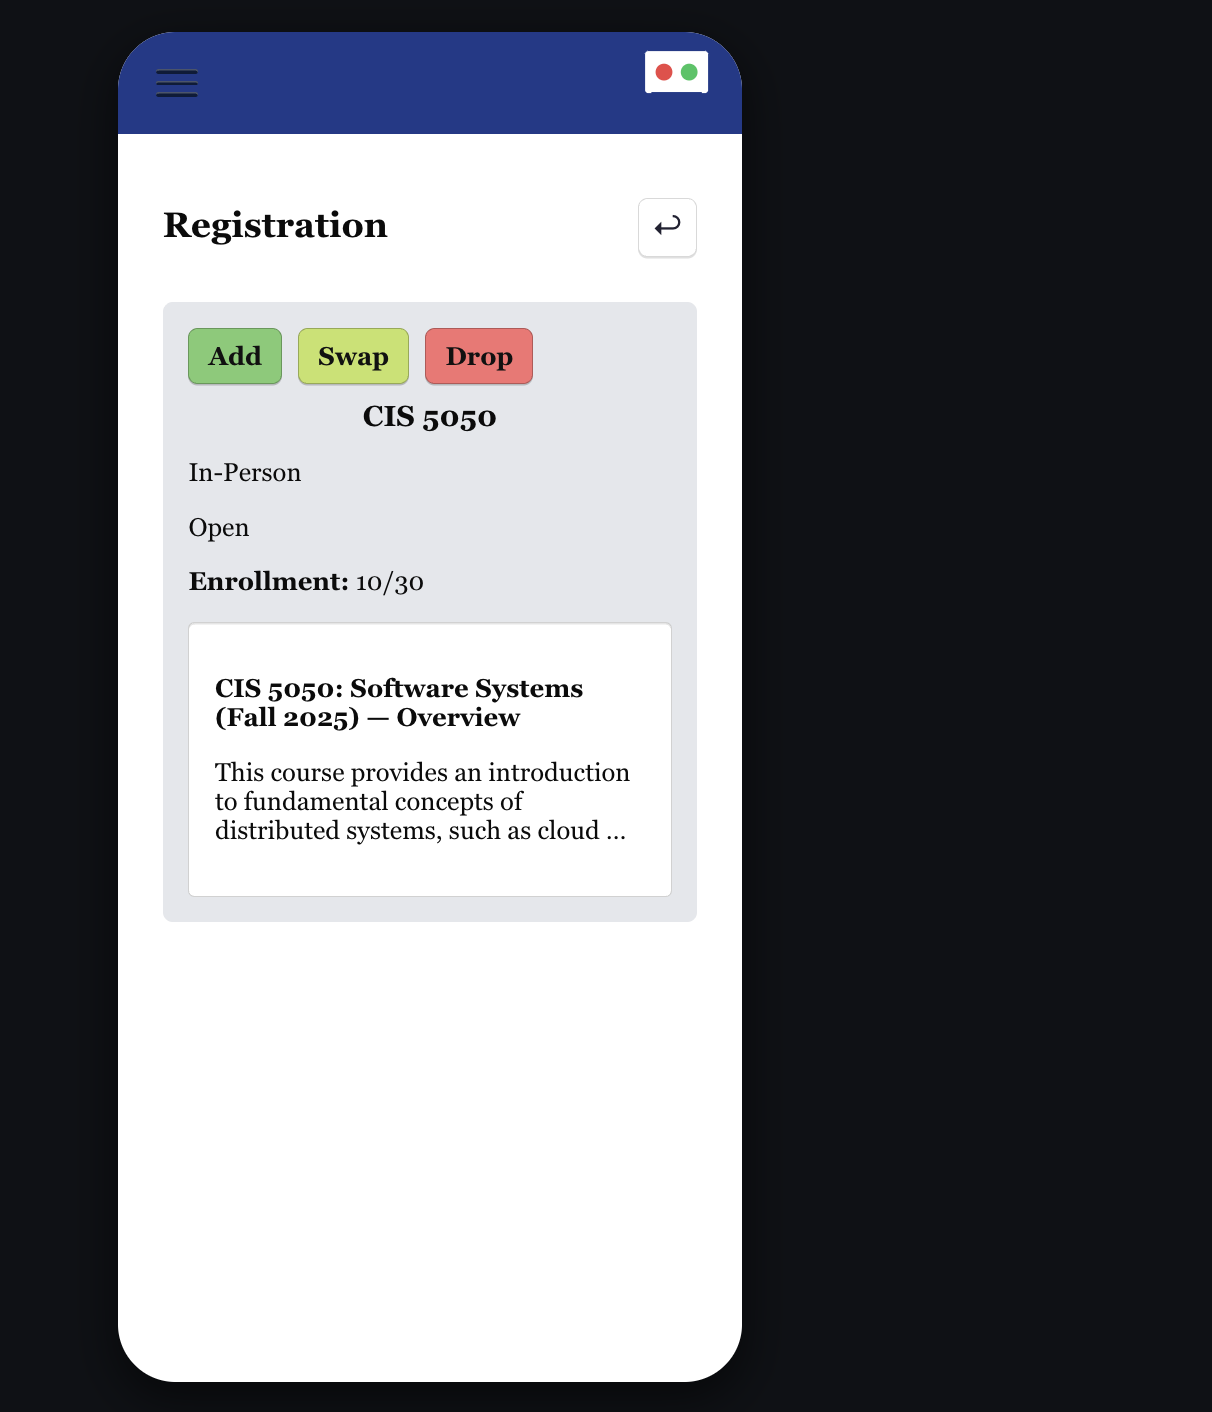 Registration
Add Swap Drop
CIS 5050
In-Person
Open
Enrollment: 10/30
CIS 5050: Software Systems
(Fall 2025) — Overview
This course provides an introduction
to fundamental concepts of
distributed systems, such as cloud ...